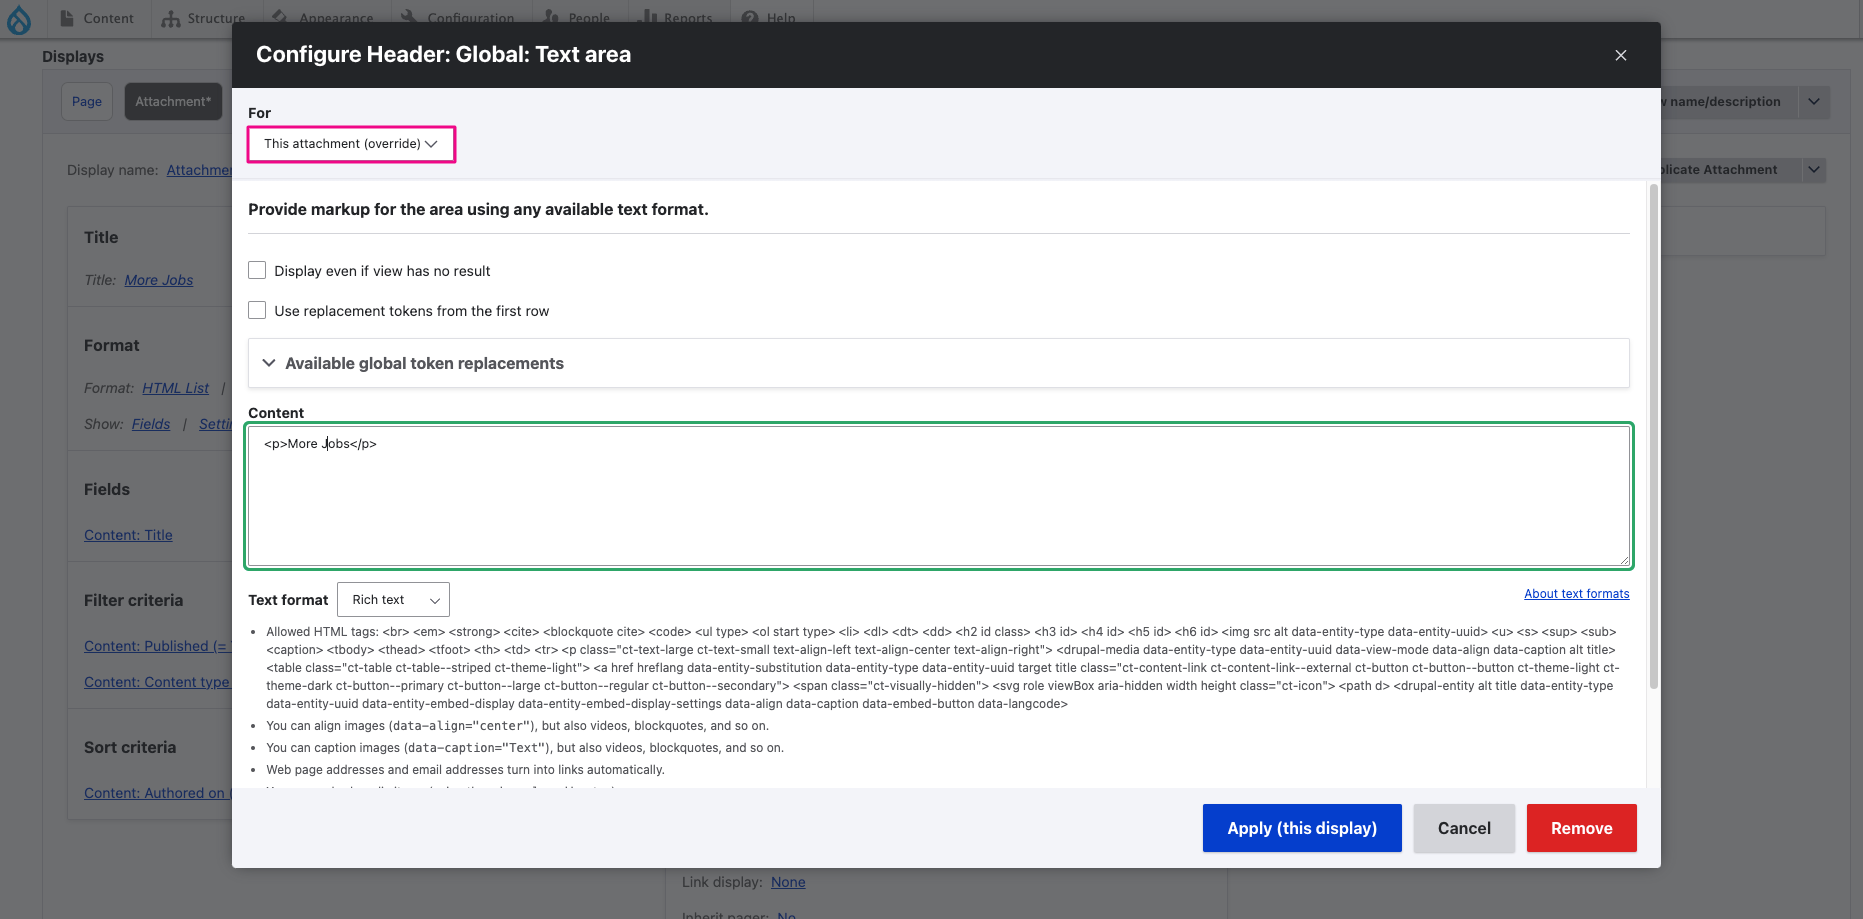 Content
Structure
Appearance
Configuration
People
Reports
Help
Displays
Page
Attachment*
name/description
Display name: Attachmen
plicate Attachment
Title
Title: More Jobs
Format
Format: HTML List |
Show: Fields | Settin
Fields
Content: Title
Filter criteria
Content: Published (=
Content: Content type
Sort criteria
Content: Authored on (
Configure Header: Global: Text area
For
This attachment (override)
Provide markup for the area using any available text format.
Display even if view has no result
Use replacement tokens from the first row
Available global token replacements
Content
<p>More Jobs</p>
Text format
Rich text
About text formats
• Allowed HTML tags: <br> <em> <strong> <cite> <blockquote cite> <code> <ul type> <ol start type> <li> <dl> <dt> <dd> <h2 id class> <h3 id> <h4 id> <h5 id> <h6 id> <img src alt data-entity-type data-entity-uuid> <u> <s> <sup> <sub>
<caption> <tbody> <thead> <tfoot> <th> <td> <tr> <p class="ct-text-large ct-text-small text-align-left text-align-center text-align-right"> <drupal-media data-entity-type data-entity-uuid data-view-mode data-align data-caption alt title>
<table class="ct-table ct-table--striped ct-theme-light"> <a href hreflang data-entity-substitution data-entity-type data-entity-uuid target title class="ct-content-link ct-content-link--external ct-button ct-button--button ct-theme-light ct-
theme-dark ct-button--primary ct-button--large ct-button--regular ct-button--secondary"> <span class="ct-visually-hidden"> <svg role viewBox aria-hidden width height class="ct-icon"> <path d> <drupal-entity alt title data-entity-type
data-entity-uuid data-entity-embed-display data-entity-embed-display-settings data-align data-caption data-embed-button data-langcode>
• You can align images (data-align="center"), but also videos, blockquotes, and so on.
• You can caption images (data-caption="Text"), but also videos, blockquotes, and so on.
• Web page addresses and email addresses turn into links automatically.
Apply (this display)
Cancel
Remove
Link display: None
Inherit pager: No